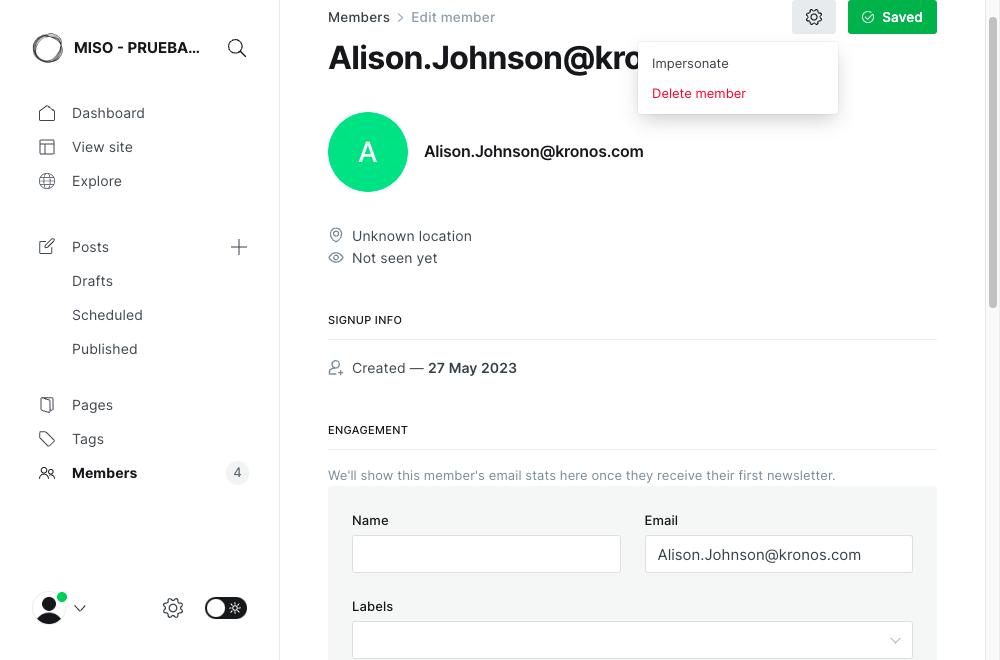 MISO - PRUEBA...
Dashboard
View site
Explore
Posts
Drafts
Scheduled
Published
Pages
Tags
Members
4
Members > Edit member
Saved
Alison.Johnson@kro
Impersonate
Delete member
A
Alison.Johnson@kronos.com
Unknown location
Not seen yet
SIGNUP INFO
Created — 27 May 2023
ENGAGEMENT
We'll show this member's email stats here once they receive their first newsletter.
Name
Email
Alison.Johnson@kronos.com
Labels